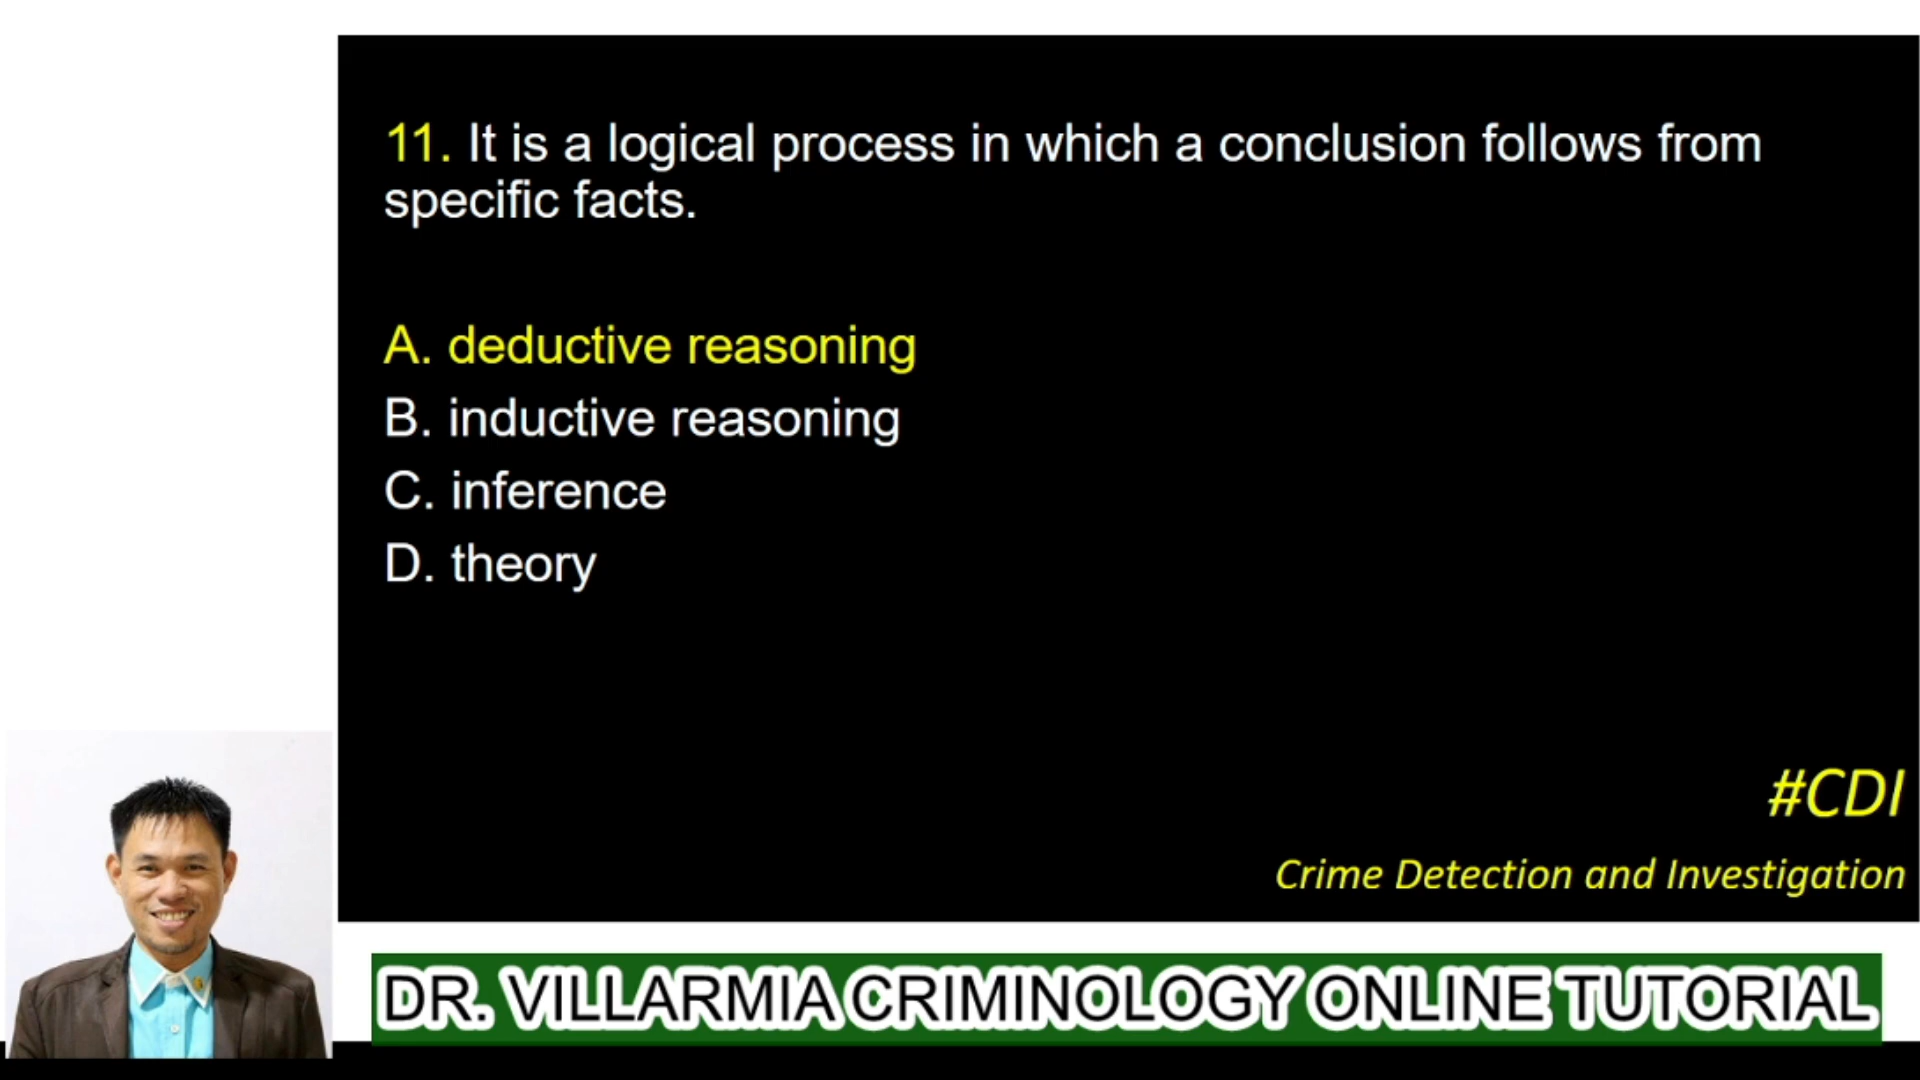 11. It is a logical process in which a conclusion follows from
specific facts.
A. deductive reasoning
B. inductive reasoning
C. inference
D. theory
#CDI
Crime Detection and Investigation
DR. VILLARMIA CRIMINOLOGY ONLINE TUTORIAL